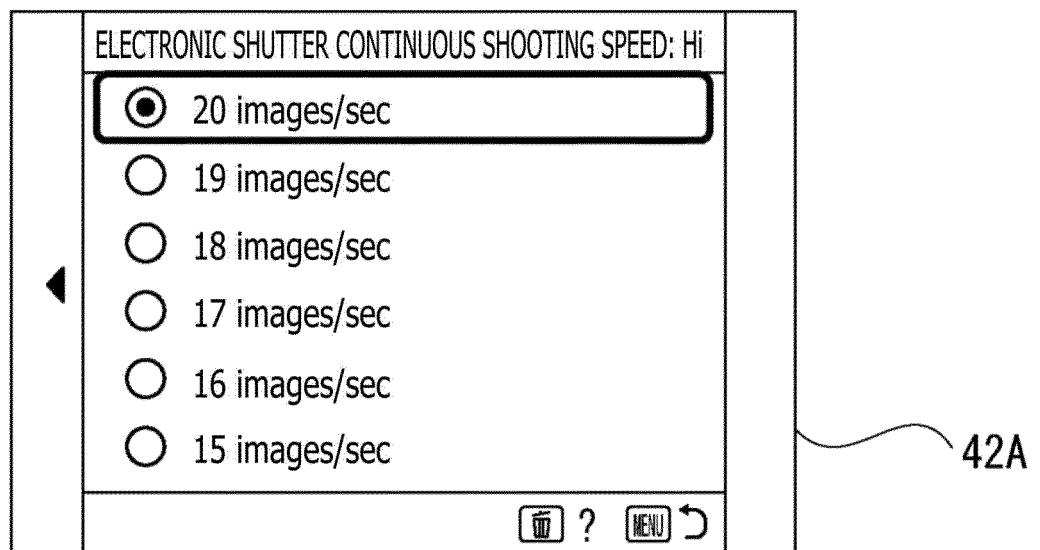 ELECTRONIC SHUTTER CONTINUOUS SHOOTING SPEED: Hi
20 images/sec
19 images/sec
18 images/sec
17 images/sec
16 images/sec
15 images/sec
42A
? MENU